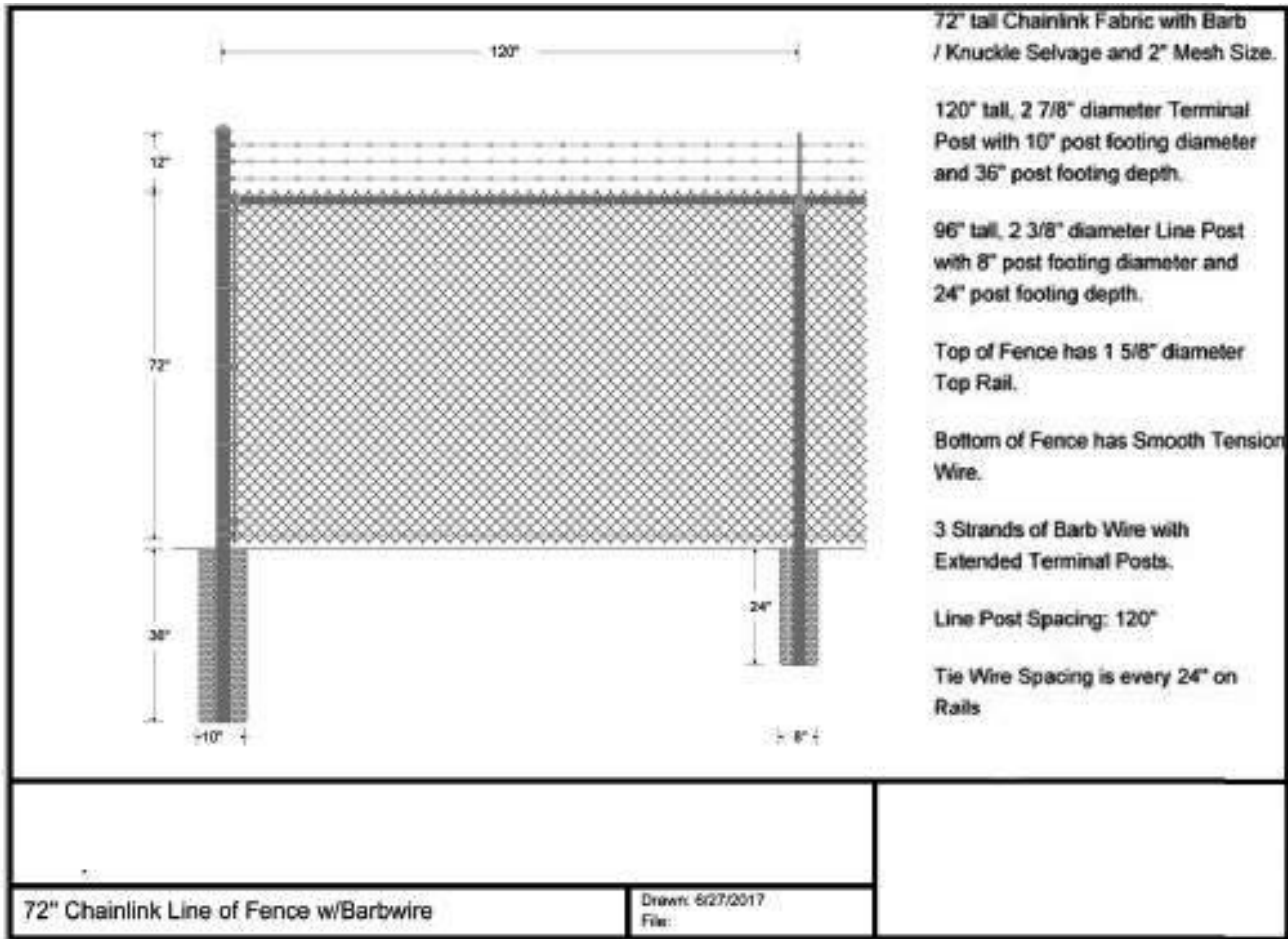 72" tall Chainlink Fabric with Barb
/ Knuckle Selvage and 2" Mesh Size.
120" tall, 2 7/8" diameter Terminal
Post with 10" post footing diameter
and 36" post footing depth.
96" tall, 2 3/8" diameter Line Post
with 8" post footing diameter and
24" post footing depth.
Top of Fence has 1 5/8" diameter
Top Rail.
Bottom of Fence has Smooth Tension
Wire.
3 Strands of Barb Wire with
Extended Terminal Posts.
Line Post Spacing: 120"
Tie Wire Spacing is every 24" on
Rails
120"
12"
72"
36"
24"
10"
8"
72" Chainlink Line of Fence w/Barbwire
Drawn: 6/27/2017
File: